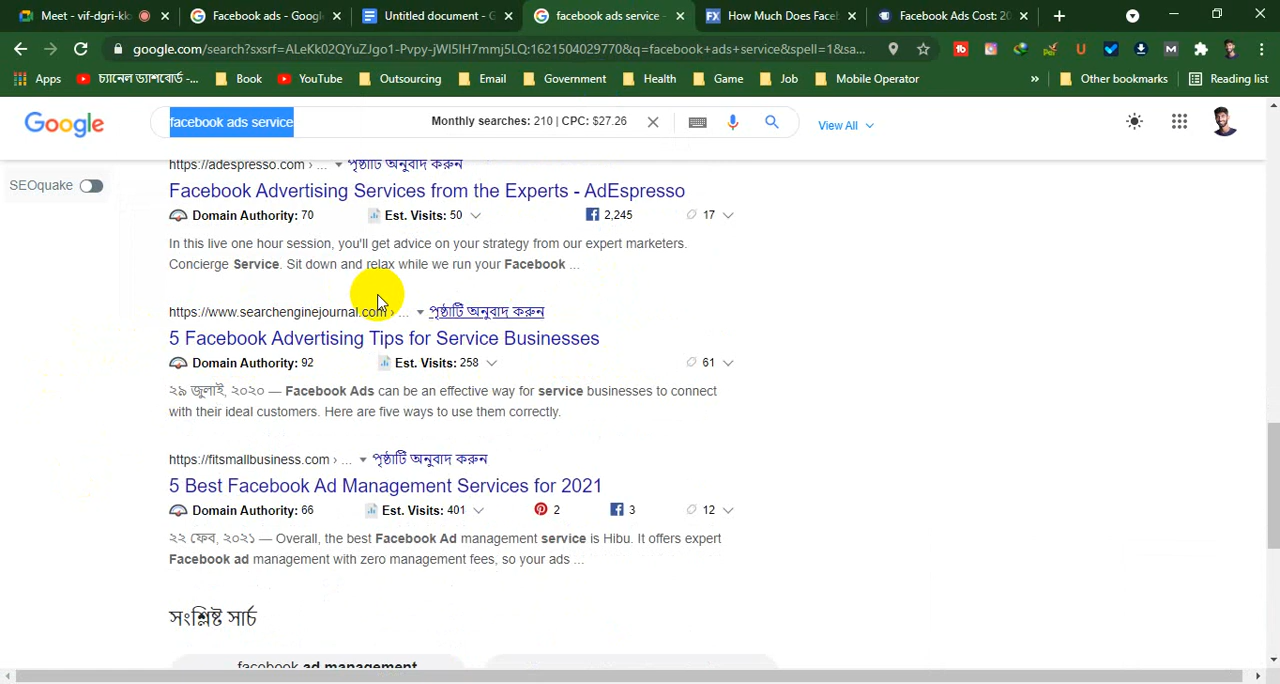 Meet - vif-dgri-kk
Facebook ads - Goog
Untitled document - G
facebook ads service -
How Much Does Face
Facebook Ads Cost: 20
google.com/search?sxsrf=ALeKk02QYuZJgo1-Pvpy-jWI5IH7mmj5LQ:1621504029770&q=facebook+ads+service&spell=1&sa...
Apps
চ্যানেল ড্যাশবোর্ড -...
Book
YouTube
Outsourcing
Email
Government
Health
Game
Job
Mobile Operator
»
Other bookmarks
Reading list
Google
facebook ads service
Monthly searches: 210 | CPC: $27.26
View All
SEOquake
https://adespresso.com › ... পৃষ্ঠাটি অনুবাদ করুন
Facebook Advertising Services from the Experts - AdEspresso
Domain Authority: 70 Est. Visits: 50 2,245 17
In this live one hour session, you'll get advice on your strategy from our expert marketers.
Concierge Service. Sit down and relax while we run your Facebook ...
https://www.searchenginejournal.com › ... পৃষ্ঠাটি অনুবাদ করুন
5 Facebook Advertising Tips for Service Businesses
Domain Authority: 92 Est. Visits: 258 61
২৯ জুলাই, ২০২০ — Facebook Ads can be an effective way for service businesses to connect
with their ideal customers. Here are five ways to use them correctly.
https://fitsmallbusiness.com › ... পৃষ্ঠাটি অনুবাদ করুন
5 Best Facebook Ad Management Services for 2021
Domain Authority: 66 Est. Visits: 401 2 3 12
২২ ফেব, ২০২১ — Overall, the best Facebook Ad management service is Hibu. It offers expert
Facebook ad management with zero management fees, so your ads ...
সংশ্লিষ্ট সার্চ
facebook ad management